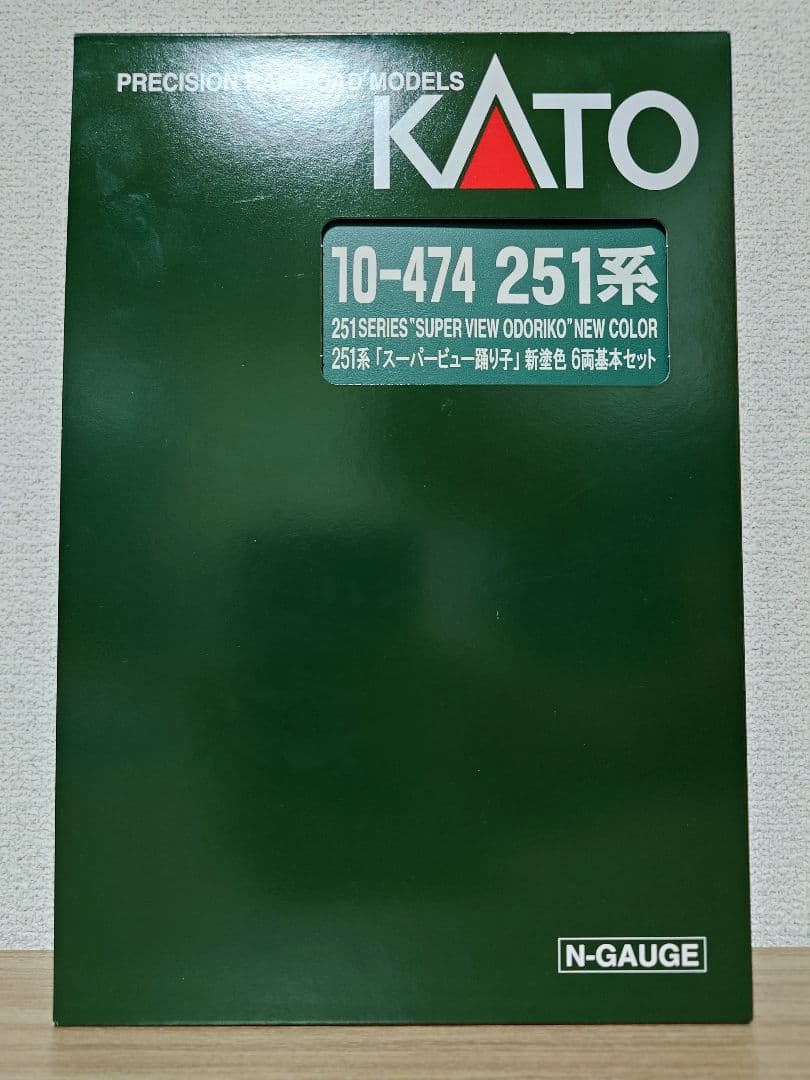 PRECISION RAILROAD MODELS
KATO
10-474 251系
251 SERIES "SUPER VIEW ODORIKO" NEW COLOR
251系「スーパービュー踊り子」新塗色 6両基本セット
N-GAUGE